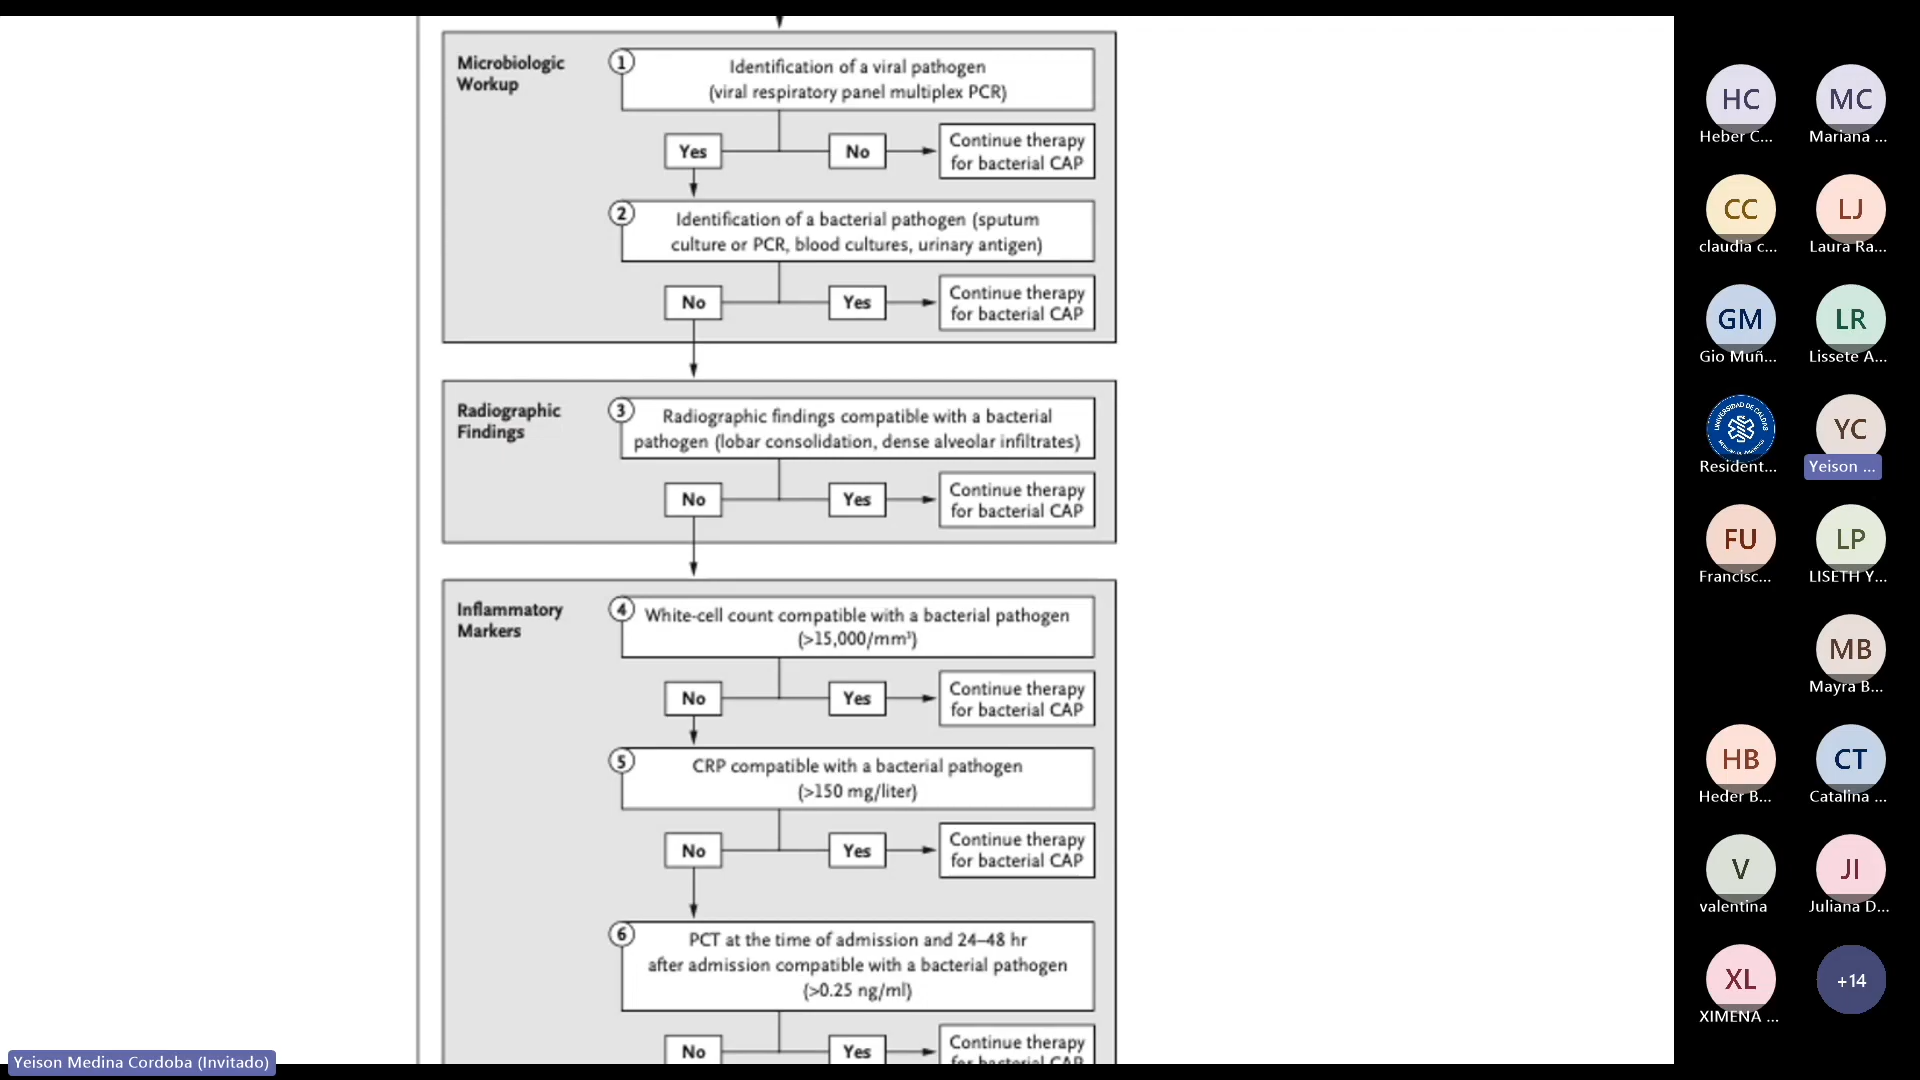 Microbiologic
Workup
1
Identification of a viral pathogen
(viral respiratory panel multiplex PCR)
Yes
No
Continue therapy
for bacterial CAP
2
Identification of a bacterial pathogen (sputum
culture or PCR, blood cultures, urinary antigen)
No
Yes
Continue therapy
for bacterial CAP
Radiographic
Findings
3
Radiographic findings compatible with a bacterial
pathogen (lobar consolidation, dense alveolar infiltrates)
No
Yes
Continue therapy
for bacterial CAP
Inflammatory
Markers
4
White-cell count compatible with a bacterial pathogen
(>15,000/mm³)
No
Yes
Continue therapy
for bacterial CAP
5
CRP compatible with a bacterial pathogen
(>150 mg/liter)
No
Yes
Continue therapy
for bacterial CAP
6
PCT at the time of admission and 24–48 hr
after admission compatible with a bacterial pathogen
(>0.25 ng/ml)
No
Yes
Continue therapy
for bacterial CAP
Yeison Medina Cordoba (Invitado)
HC
Heber C...
MC
Mariana ...
CC
claudia c...
LJ
Laura Ra...
GM
Gio Muñ...
LR
Lissete A...
UNIVERSIDAD DE CALDAS
Resident...
YC
Yeison ...
FU
Francisc...
LP
LISETH Y...
MB
Mayra B...
HB
Heder B...
CT
Catalina ...
V
valentina
JI
Juliana D...
XL
XIMENA ...
+14